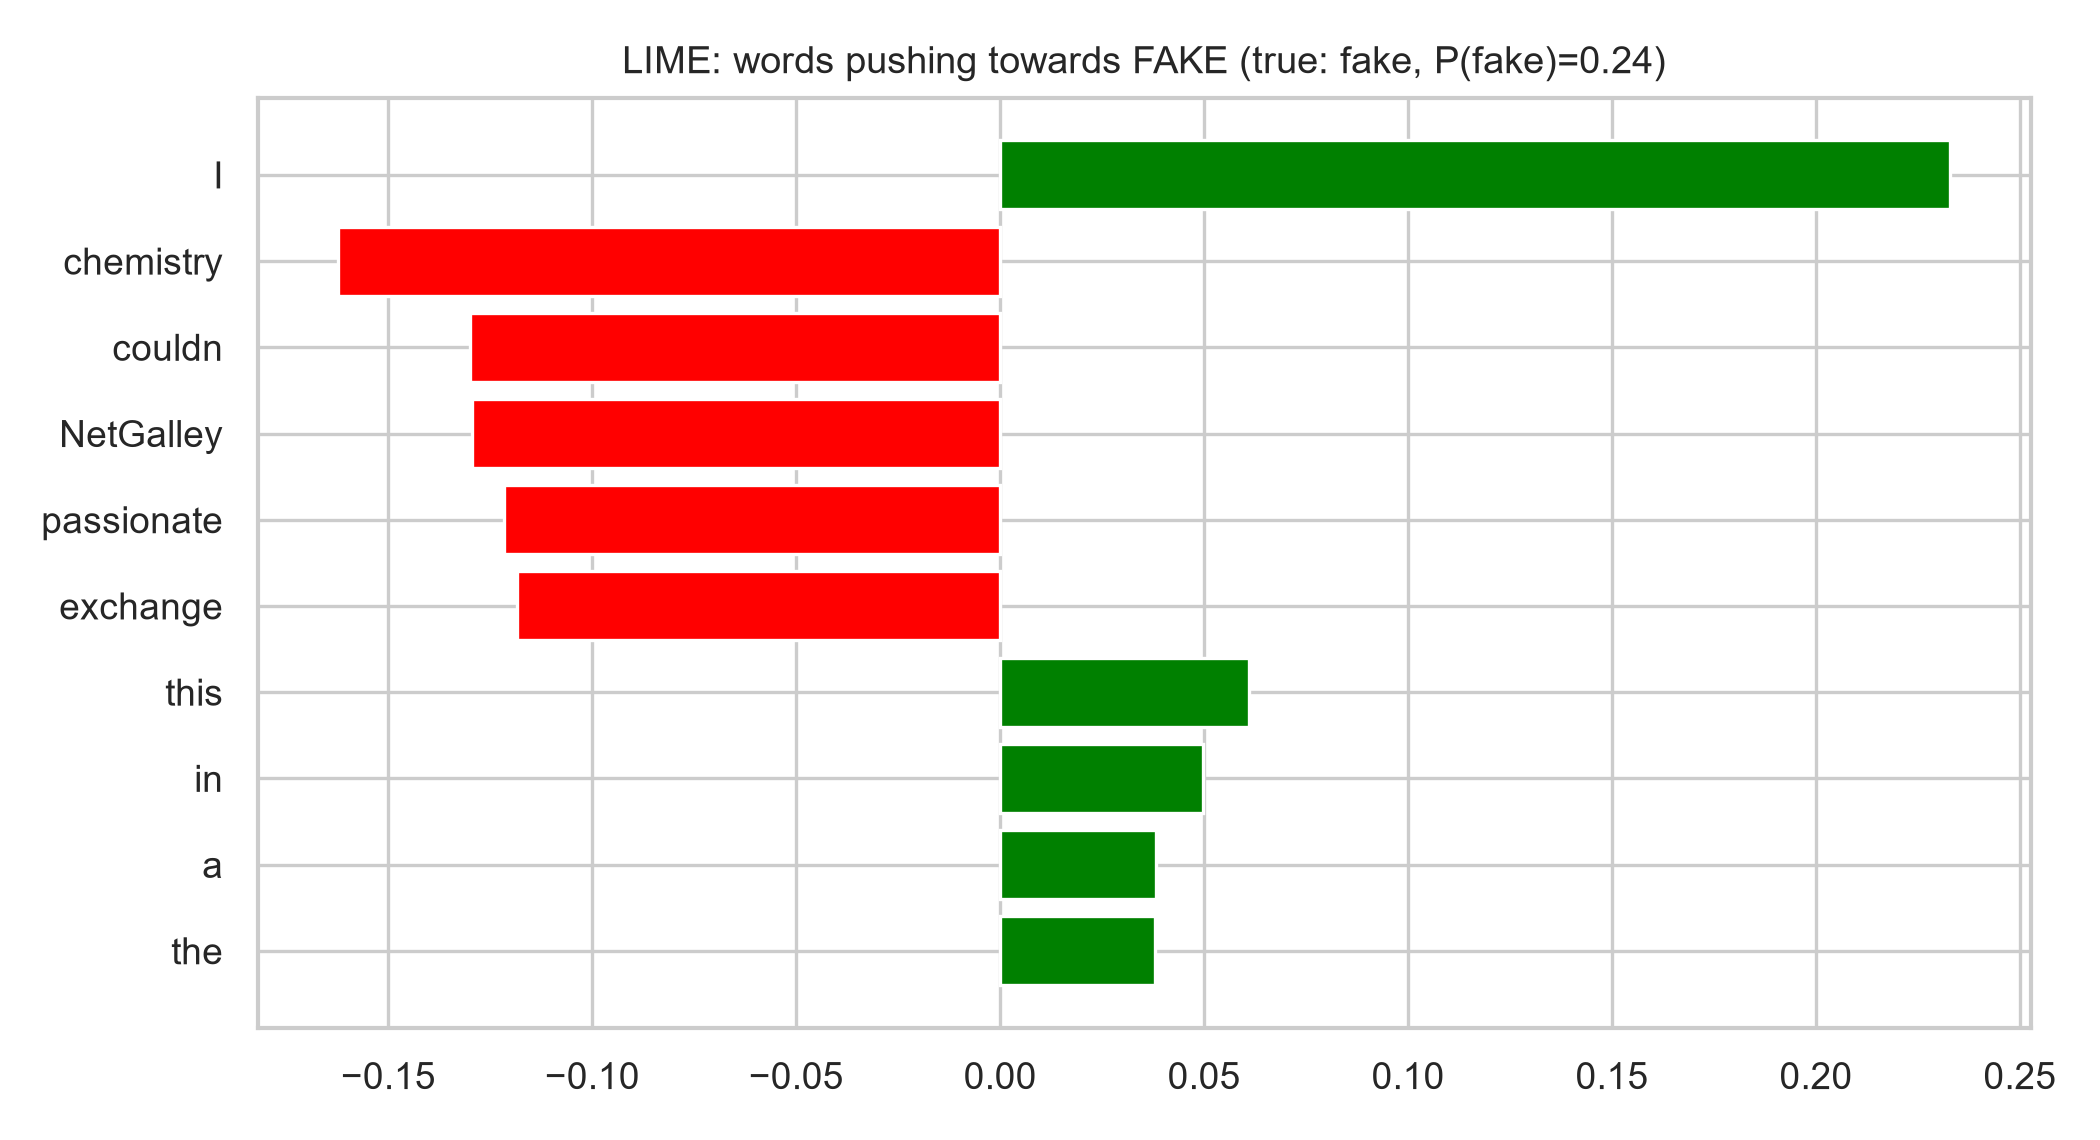 LIME: words pushing towards FAKE (true: fake, P(fake)=0.24)
I
chemistry
couldn
NetGalley
passionate
exchange
this
in
a
the
−0.15 −0.10 −0.05 0.00 0.05 0.10 0.15 0.20 0.25